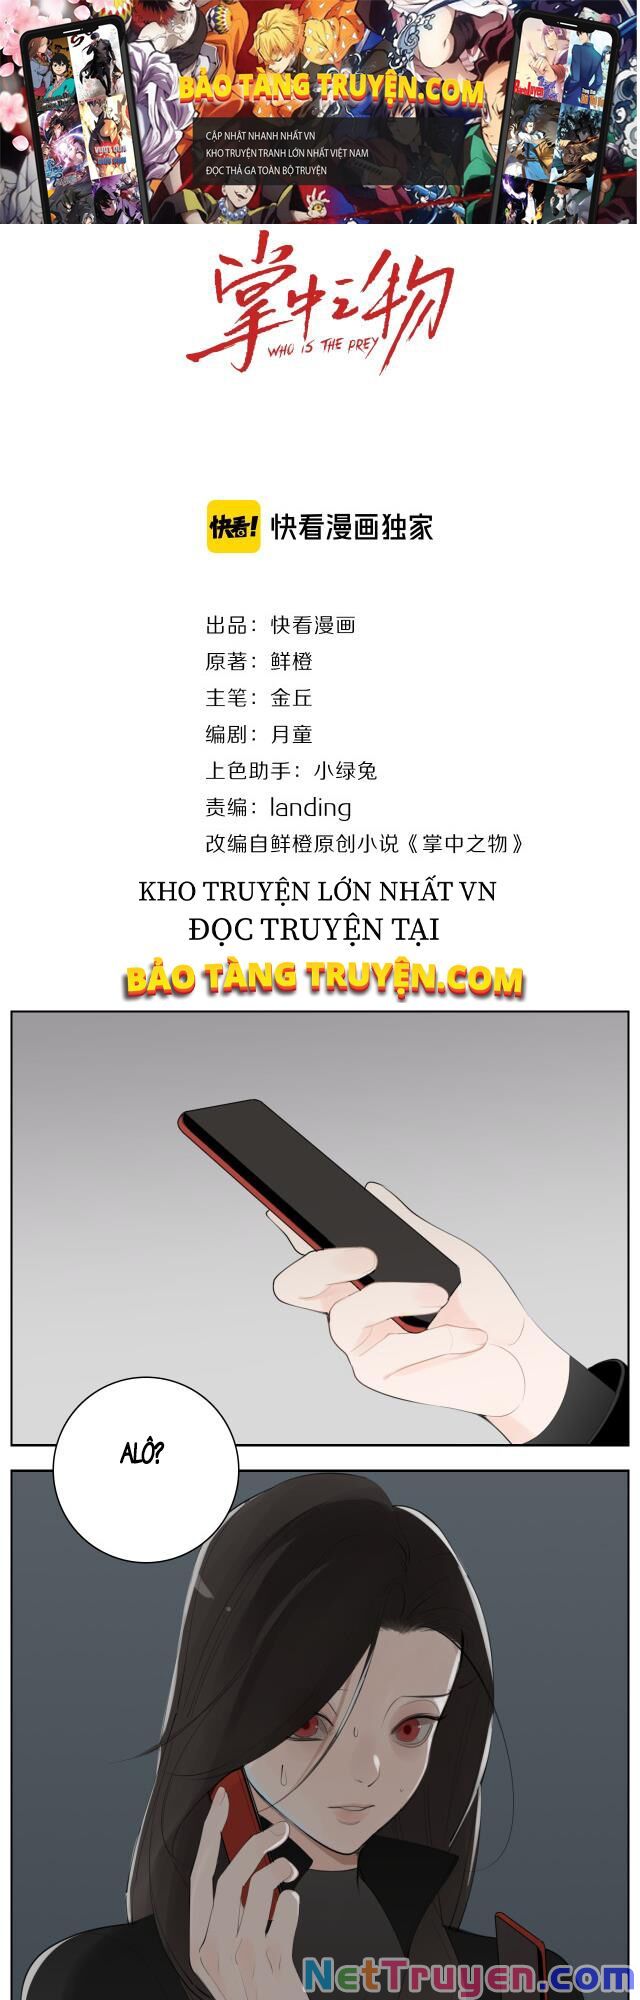 BẢO TÀNG TRUYỆN.COM
CẬP NHẬT NHANH NHẤT VN
KHO TRUYỆN TRANH LỚN NHẤT VIỆT NAM
ĐỌC THẢ GA TOÀN BỘ TRUYỆN
掌中之物
WHO IS THE PREY
快看! 快看漫画独家
出品：快看漫画
原著：鲜橙
主笔：金丘
编剧：月童
上色助手：小绿兔
责编：landing
改编自鲜橙原创小说《掌中之物》
KHO TRUYỆN LỚN NHẤT VN
ĐỌC TRUYỆN TẠI
BẢO TÀNG TRUYỆN.COM
ALÔ?
NetTruyen.com